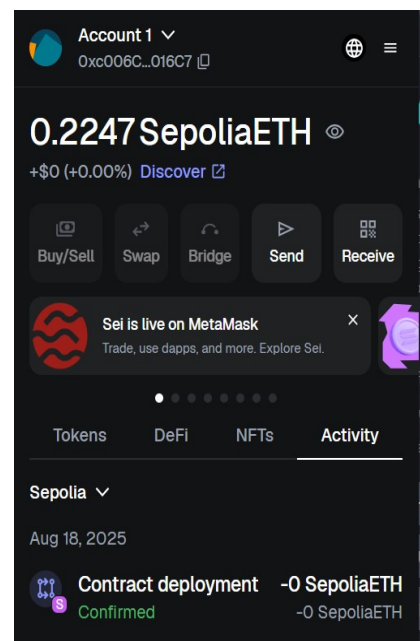 Account 1
0xc006C...016C7
0.2247 SepoliaETH
+$0 (+0.00%) Discover
Buy/Sell Swap Bridge Send Receive
Sei is live on MetaMask
Trade, use dapps, and more. Explore Sei.
Tokens DeFi NFTs Activity
Sepolia
Aug 18, 2025
Contract deployment -0 SepoliaETH
S Confirmed -0 SepoliaETH